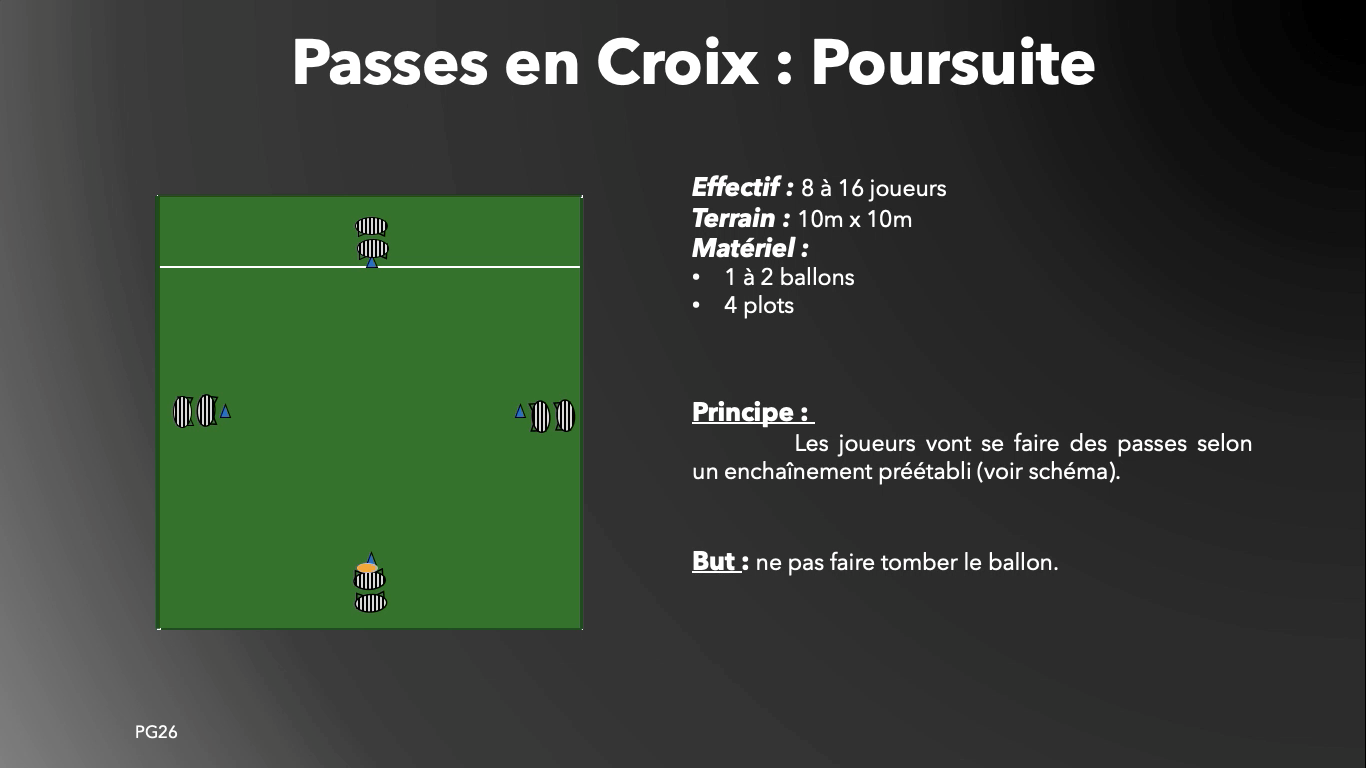 Passes en Croix : Poursuite
Effectif : 8 à 16 joueurs
Terrain : 10m x 10m
Matériel :
• 1 à 2 ballons
• 4 plots
Principe :
Les joueurs vont se faire des passes selon
un enchaînement préétabli (voir schéma).
But : ne pas faire tomber le ballon.
PG26